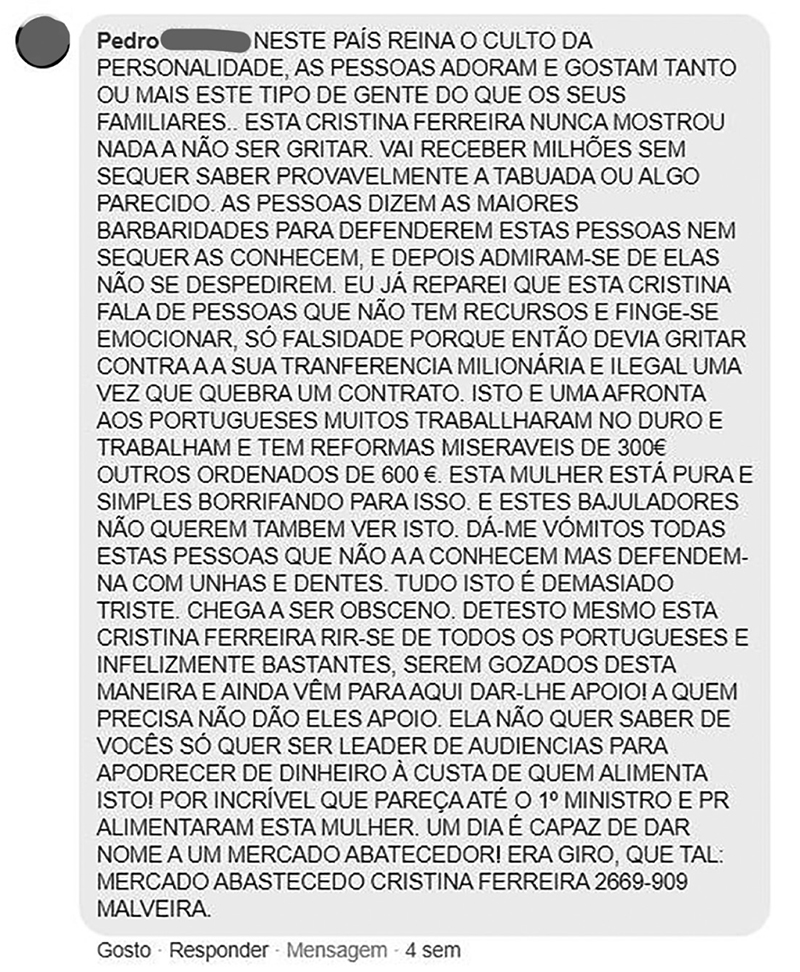 Pedro NESTE PAÍS REINA O CULTO DA
PERSONALIDADE, AS PESSOAS ADORAM E GOSTAM TANTO
OU MAIS ESTE TIPO DE GENTE DO QUE OS SEUS
FAMILIARES.. ESTA CRISTINA FERREIRA NUNCA MOSTROU
NADA A NÃO SER GRITAR. VAI RECEBER MILHÕES SEM
SEQUER SABER PROVAVELMENTE A TABUADA OU ALGO
PARECIDO. AS PESSOAS DIZEM AS MAIORES
BARBARIDADES PARA DEFENDEREM ESTAS PESSOAS NEM
SEQUER AS CONHECEM, E DEPOIS ADMIRAM-SE DE ELAS
NÃO SE DESPEDIREM. EU JÁ REPAREI QUE ESTA CRISTINA
FALA DE PESSOAS QUE NÃO TEM RECURSOS E FINGE-SE
EMOCIONAR, SÓ FALSIDADE PORQUE ENTÃO DEVIA GRITAR
CONTRA A A SUA TRANFERENCIA MILIONÁRIA E ILEGAL UMA
VEZ QUE QUEBRA UM CONTRATO. ISTO E UMA AFRONTA
AOS PORTUGUESES MUITOS TRABALLHARAM NO DURO E
TRABALHAM E TEM REFORMAS MISERAVEIS DE 300€
OUTROS ORDENADOS DE 600 €. ESTA MULHER ESTÁ PURA E
SIMPLES BORRIFANDO PARA ISSO. E ESTES BAJULADORES
NÃO QUEREM TAMBEM VER ISTO. DÁ-ME VÓMITOS TODAS
ESTAS PESSOAS QUE NÃO A A CONHECEM MAS DEFENDEM-
NA COM UNHAS E DENTES. TUDO ISTO É DEMASIADO
TRISTE. CHEGA A SER OBSCENO. DETESTO MESMO ESTA
CRISTINA FERREIRA RIR-SE DE TODOS OS PORTUGUESES E
INFELIZMENTE BASTANTES, SEREM GOZADOS DESTA
MANEIRA E AINDA VÊM PARA AQUI DAR-LHE APOIO! A QUEM
PRECISA NÃO DÃO ELES APOIO. ELA NÃO QUER SABER DE
VOCÊS SÓ QUER SER LEADER DE AUDIENCIAS PARA
APODRECER DE DINHEIRO À CUSTA DE QUEM ALIMENTA
ISTO! POR INCRÍVEL QUE PAREÇA ATÉ O 1º MINISTRO E PR
ALIMENTARAM ESTA MULHER. UM DIA É CAPAZ DE DAR
NOME A UM MERCADO ABATECEDOR! ERA GIRO, QUE TAL:
MERCADO ABASTECEDO CRISTINA FERREIRA 2669-909
MALVEIRA.
Gosto · Responder · Mensagem · 4 sem